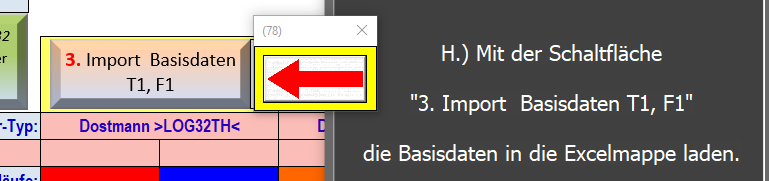 32
er
3. Import Basisdaten
T1, F1
(78)
r-Typ:
Dostmann >LOG32TH<
D
äufe:
H.) Mit der Schaltfläche
"3. Import Basisdaten T1, F1"
die Basisdaten in die Excelmappe laden.